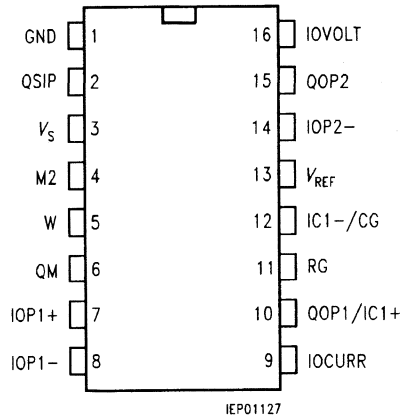 GND 1 16 IOVOLT
QSIP 2 15 QOP2
VS 3 14 IOP2-
M2 4 13 VREF
W 5 12 IC1-/CG
QM 6 11 RG
IOP1+ 7 10 QOP1/IC1+
IOP1- 8 9 IOCURR
IEP01127